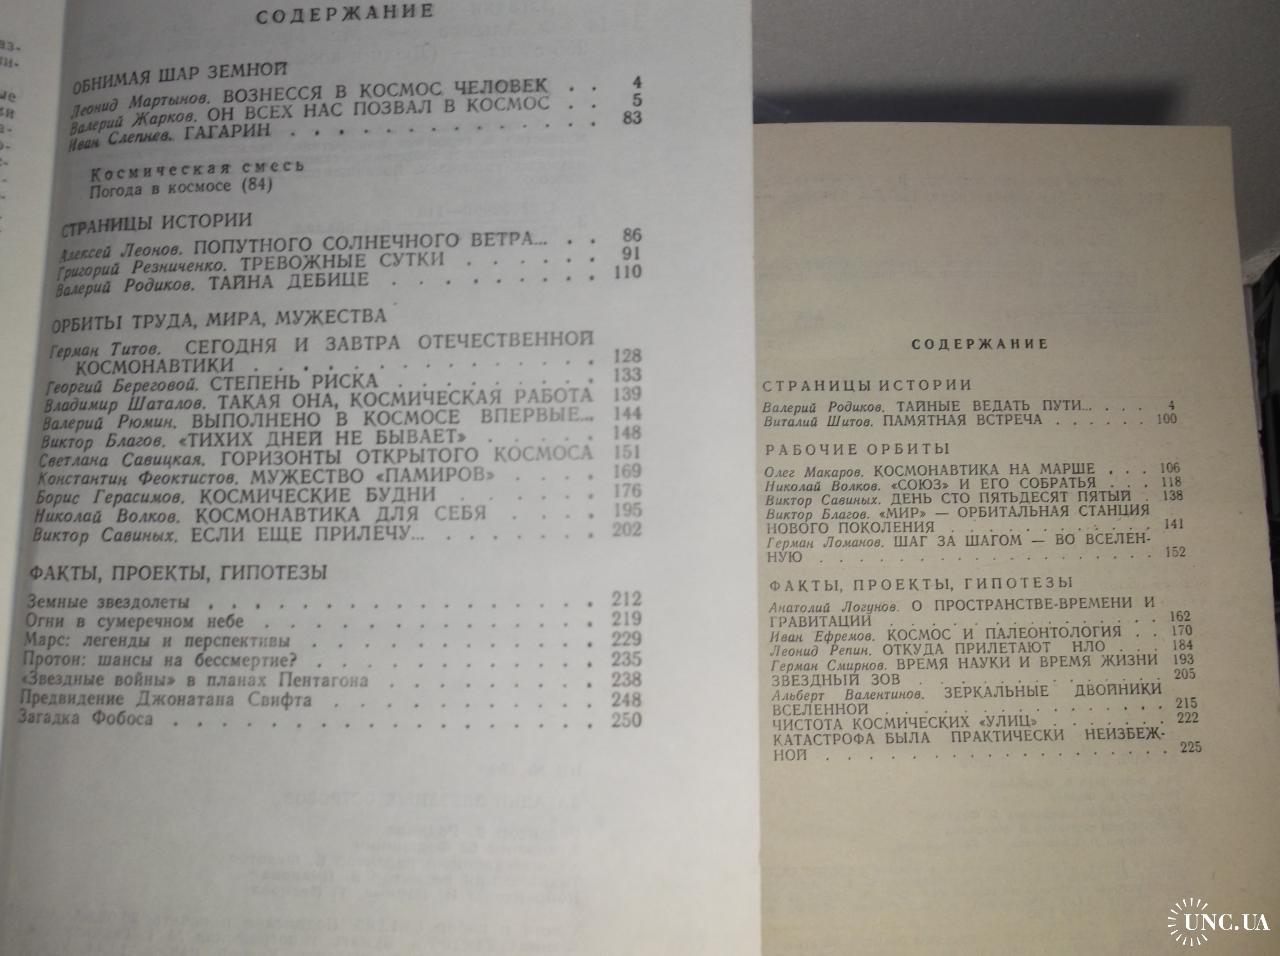 СОДЕРЖАНИЕ
ОБНИМАЯ ШАР ЗЕМНОЙ
Леонид Мартынов. ВОЗНЕССЯ В КОСМОС ЧЕЛОВЕК . . 4
Валерий Жарков. ОН ВСЕХ НАС ПОЗВАЛ В КОСМОС . . 5
Иван Слепнев. ГАГАРИН . . . . . . . . . . . . 83
Космическая смесь
Погода в космосе (84)
СТРАНИЦЫ ИСТОРИИ
Алексей Леонов. ПОПУТНОГО СОЛНЕЧНОГО ВЕТРА... . . 86
Григорий Резниченко. ТРЕВОЖНЫЕ СУТКИ . . . . . . 91
Валерий Родиков. ТАЙНА ДЕБИЦЕ . . . . . . . . 110
ОРБИТЫ ТРУДА, МИРА, МУЖЕСТВА
Герман Титов. СЕГОДНЯ И ЗАВТРА ОТЕЧЕСТВЕННОЙ
КОСМОНАВТИКИ . . . . . . . . . . . . . 128
Георгий Береговой. СТЕПЕНЬ РИСКА . . . . . . . . 133
Владимир Шаталов. ТАКАЯ ОНА, КОСМИЧЕСКАЯ РАБОТА 139
Валерий Рюмин. ВЫПОЛНЕНО В КОСМОСЕ ВПЕРВЫЕ... 144
Виктор Благов. «ТИХИХ ДНЕЙ НЕ БЫВАЕТ» . . . . . 148
Светлана Савицкая. ГОРИЗОНТЫ ОТКРЫТОГО КОСМОСА 151
Константин Феоктистов. МУЖЕСТВО «ПАМИРОВ» . . . . 169
Борис Герасимов. КОСМИЧЕСКИЕ БУДНИ . . . . . . 176
Николай Волков. КОСМОНАВТИКА ДЛЯ СЕБЯ . . . . 195
Виктор Савиных. ЕСЛИ ЕЩЕ ПРИЛЕЧУ... . . . . . . 202
ФАКТЫ, ПРОЕКТЫ, ГИПОТЕЗЫ
Земные звездолеты . . . . . . . . . . . . . . 212
Огни в сумеречном небе . . . . . . . . . . . . 219
Марс: легенды и перспективы . . . . . . . . . . 229
Протон: шансы на бессмертие? . . . . . . . . . . 235
«Звездные войны» в планах Пентагона . . . . . . . 238
Предвидение Джонатана Свифта . . . . . . . . . 248
Загадка Фобоса . . . . . . . . . . . . . . . 250
СОДЕРЖАНИЕ
СТРАНИЦЫ ИСТОРИИ
Валерий Родиков. ТАЙНЫЕ ВЕДАТЬ ПУТИ... . . . 4
Виталий Шитов. ПАМЯТНАЯ ВСТРЕЧА . . . . . . 100
РАБОЧИЕ ОРБИТЫ
Олег Макаров. КОСМОНАВТИКА НА МАРШЕ . . . 106
Николай Волков. «СОЮЗ» И ЕГО СОБРАТЬЯ . . . 118
Виктор Савиных. ДЕНЬ СТО ПЯТЬДЕСЯТ ПЯТЫЙ . 138
Виктор Благов. «МИР» — ОРБИТАЛЬНАЯ СТАНЦИЯ
НОВОГО ПОКОЛЕНИЯ . . . . . . . . . . . 141
Герман Ломанов. ШАГ ЗА ШАГОМ — ВО ВСЕЛЕН-
НУЮ . . . . . . . . . . . . . . . . . 152
ФАКТЫ, ПРОЕКТЫ, ГИПОТЕЗЫ
Анатолий Логунов. О ПРОСТРАНСТВЕ-ВРЕМЕНИ И
ГРАВИТАЦИИ . . . . . . . . . . . . . . 162
Иван Ефремов. КОСМОС И ПАЛЕОНТОЛОГИЯ . . 170
Леонид Репин. ОТКУДА ПРИЛЕТАЮТ НЛО . . . . 184
Герман Смирнов. ВРЕМЯ НАУКИ И ВРЕМЯ ЖИЗНИ 193
ЗВЕЗДНЫЙ ЗОВ . . . . . . . . . . . . . 205
Альберт Валентинов. ЗЕРКАЛЬНЫЕ ДВОЙНИКИ
ВСЕЛЕННОЙ . . . . . . . . . . . . . . 215
ЧИСТОТА КОСМИЧЕСКИХ «УЛИЦ» . . . . . . . 222
КАТАСТРОФА БЫЛА ПРАКТИЧЕСКИ НЕИЗБЕЖ-
НОЙ . . . . . . . . . . . . . . . . . 225
UNC.UA